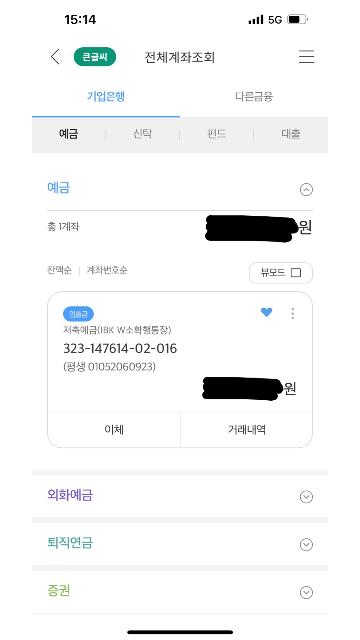 15:14 5G
큰글씨 전체계좌조회
기업은행 다른금융
예금 신탁 펀드 대출
예금
총 1계좌 원
잔액순 계좌번호순 뷰모드
입출금
저축예금(IBK W소확행통장)
323-147614-02-016
(평생 01052060923)
원
이체 거래내역
외화예금
퇴직연금
증권